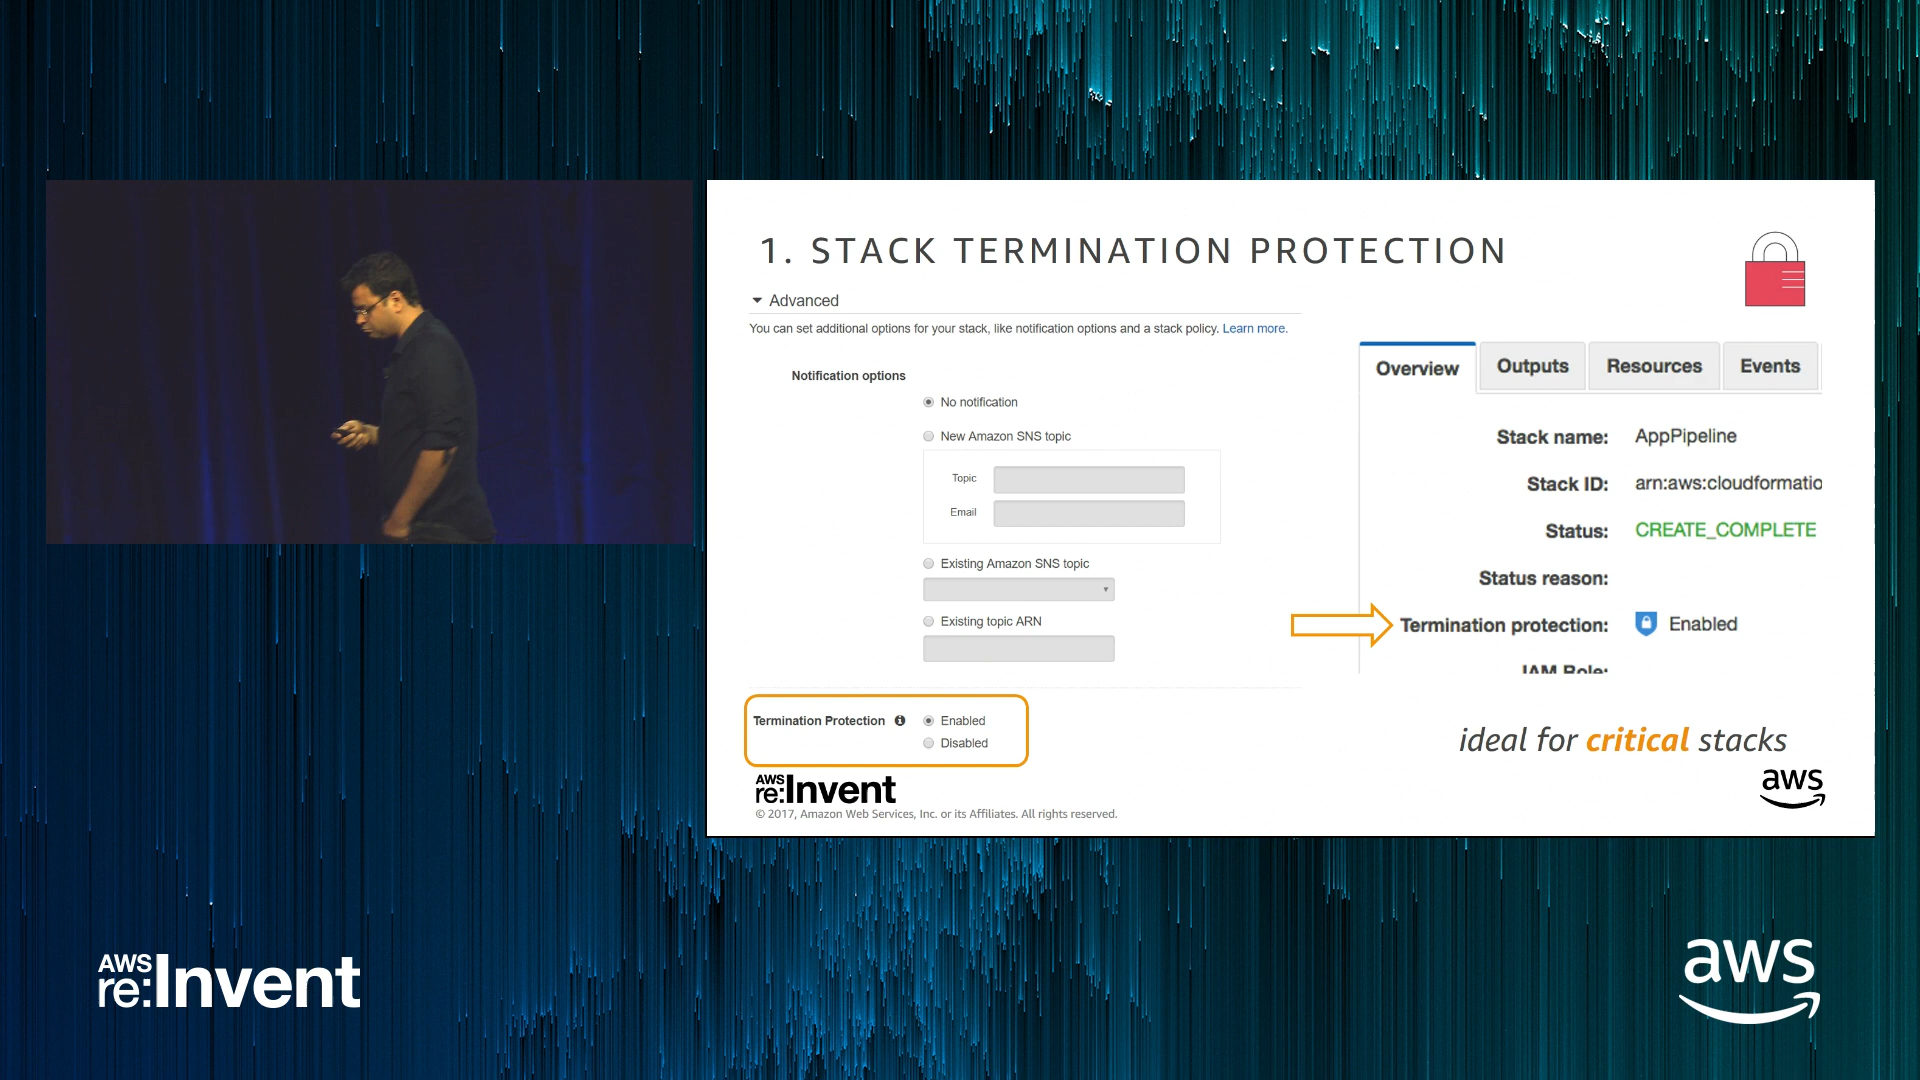 1. STACK TERMINATION PROTECTION
Advanced
You can set additional options for your stack, like notification options and a stack policy. Learn more.
Notification options
No notification
New Amazon SNS topic
Topic
Email
Existing Amazon SNS topic
Existing topic ARN
Termination Protection
Enabled
Disabled
Overview
Outputs
Resources
Events
Stack name: AppPipeline
Stack ID: arn:aws:cloudformatio
Status: CREATE_COMPLETE
Status reason:
Termination protection: Enabled
IAM Role:
ideal for critical stacks
AWS
re:Invent
aws
© 2017, Amazon Web Services, Inc. or its Affiliates. All rights reserved.
AWS
re:Invent
aws